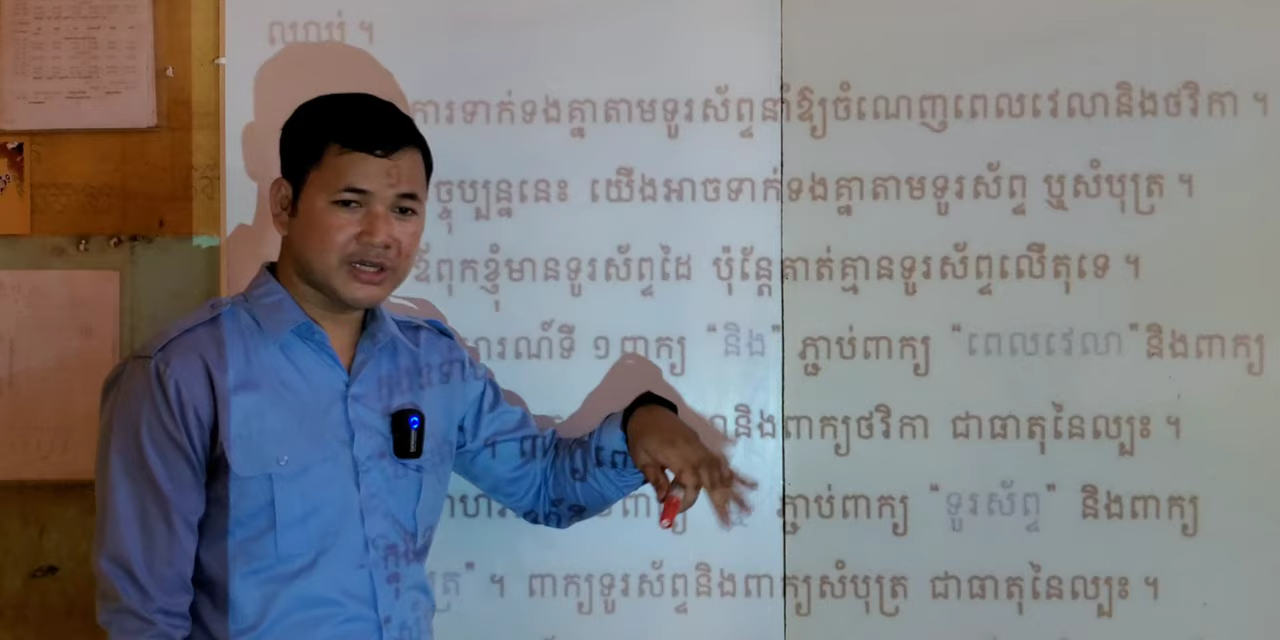 ការទាក់ទងគ្នាតាមទូរស័ព្ទនាំឱ្យចំណេញពេលវេលានិងថវិកា ។
ច្ចុប្បន្ននេះ យើងអាចទាក់ទងគ្នាតាមទូរស័ព្ទ ឬសំបុត្រ ។
ឪពុកខ្ញុំមានទូរស័ព្ទដៃ ប៉ុន្តែគាត់គ្មានទូរស័ព្ទលើតុទេ ។
ហារណ៍ទី ១ពាក្យ “និង” ភ្ជាប់ពាក្យ “ពេលវេលា”និងពាក្យ
និងពាក្យថវិកា ជាធាតុនៃល្បះ ។
ភ្ជាប់ពាក្យ “ទូរស័ព្ទ” និងពាក្យ
ត្រ” ។ ពាក្យទូរស័ព្ទនិងពាក្យសំបុត្រ ជាធាតុនៃល្បះ ។